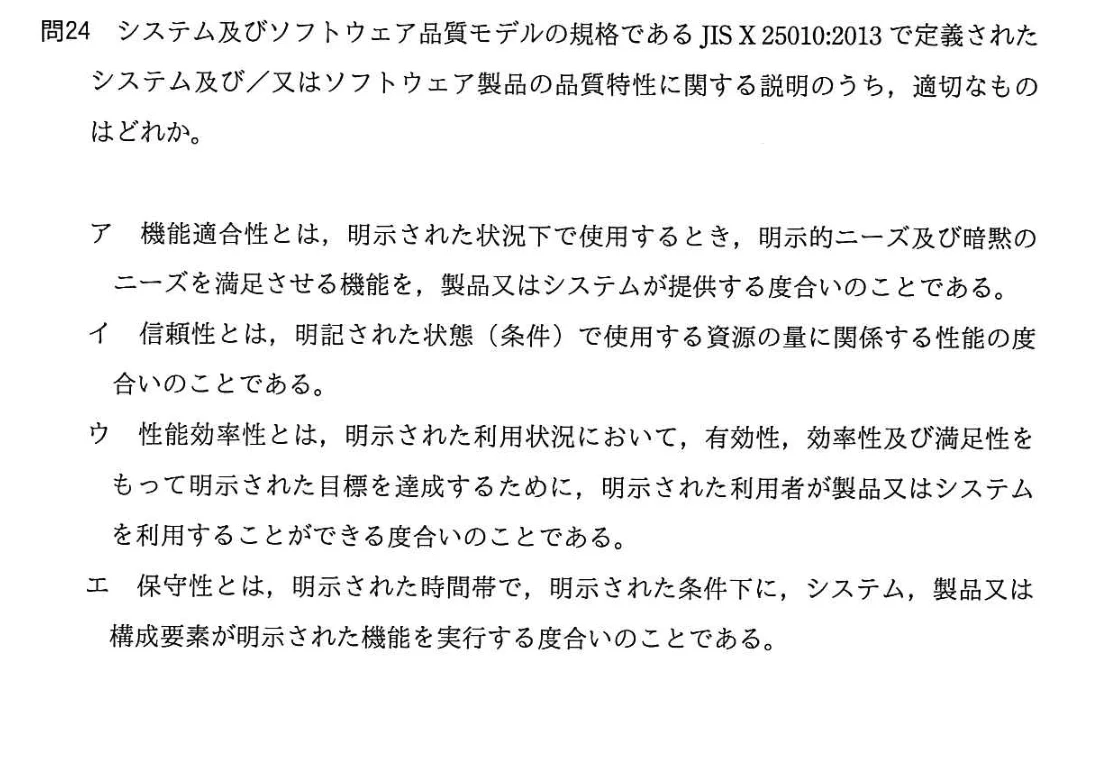 問24　システム及びソフトウェア品質モデルの規格である JIS X 25010:2013 で定義された
システム及び／又はソフトウェア製品の品質特性に関する説明のうち，適切なもの
はどれか。
ア　機能適合性とは，明示された状況下で使用するとき，明示的ニーズ及び暗黙の
ニーズを満足させる機能を，製品又はシステムが提供する度合いのことである。
イ　信頼性とは，明記された状態（条件）で使用する資源の量に関係する性能の度
合いのことである。
ウ　性能効率性とは，明示された利用状況において，有効性，効率性及び満足性を
もって明示された目標を達成するために，明示された利用者が製品又はシステム
を利用することができる度合いのことである。
エ　保守性とは，明示された時間帯で，明示された条件下に，システム，製品又は
構成要素が明示された機能を実行する度合いのことである。